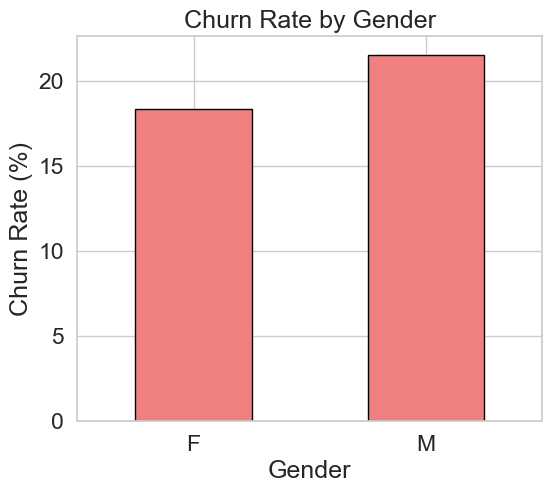 Churn Rate by Gender
Churn Rate (%)
20
15
10
5
0
F M
Gender